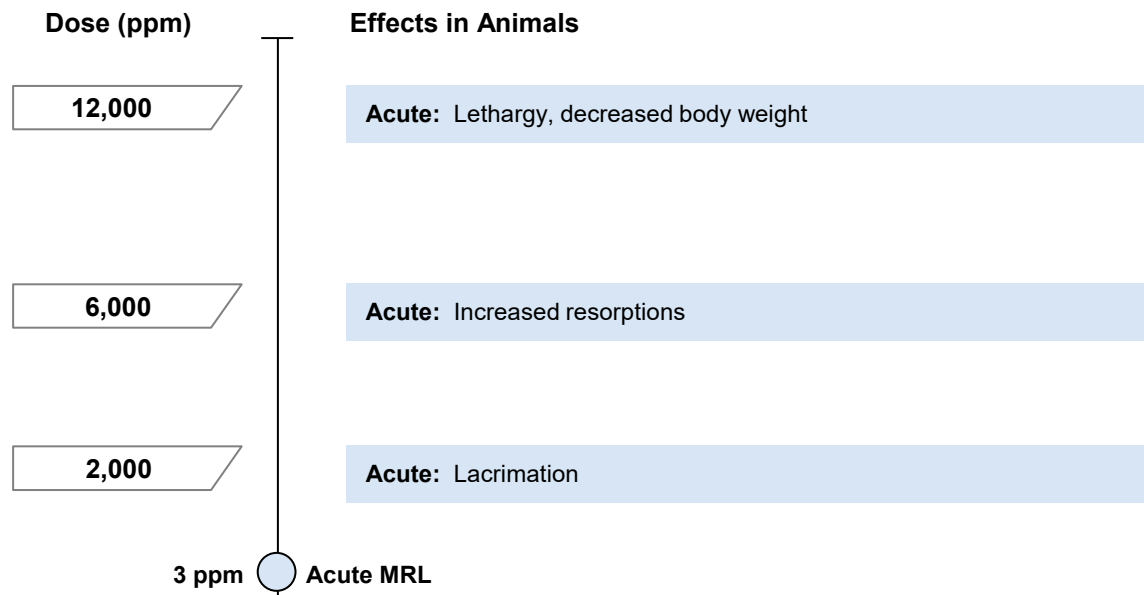 Dose (ppm) Effects in Animals
12,000 Acute: Lethargy, decreased body weight
6,000 Acute: Increased resorptions
2,000 Acute: Lacrimation
3 ppm Acute MRL